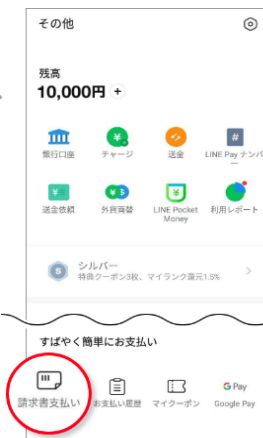 その他
残高
10,000円 +
銀行口座
チャージ
送金
#
LINE Pay ナンバー
送金依頼
外貨両替
LINE Pocket Money
利用レポート
S
シルバー
特典クーポン3枚、マイランク還元1.5%
すばやく簡単にお支払い
請求書支払い
お支払い履歴
マイクーポン
G Pay
Google Pay